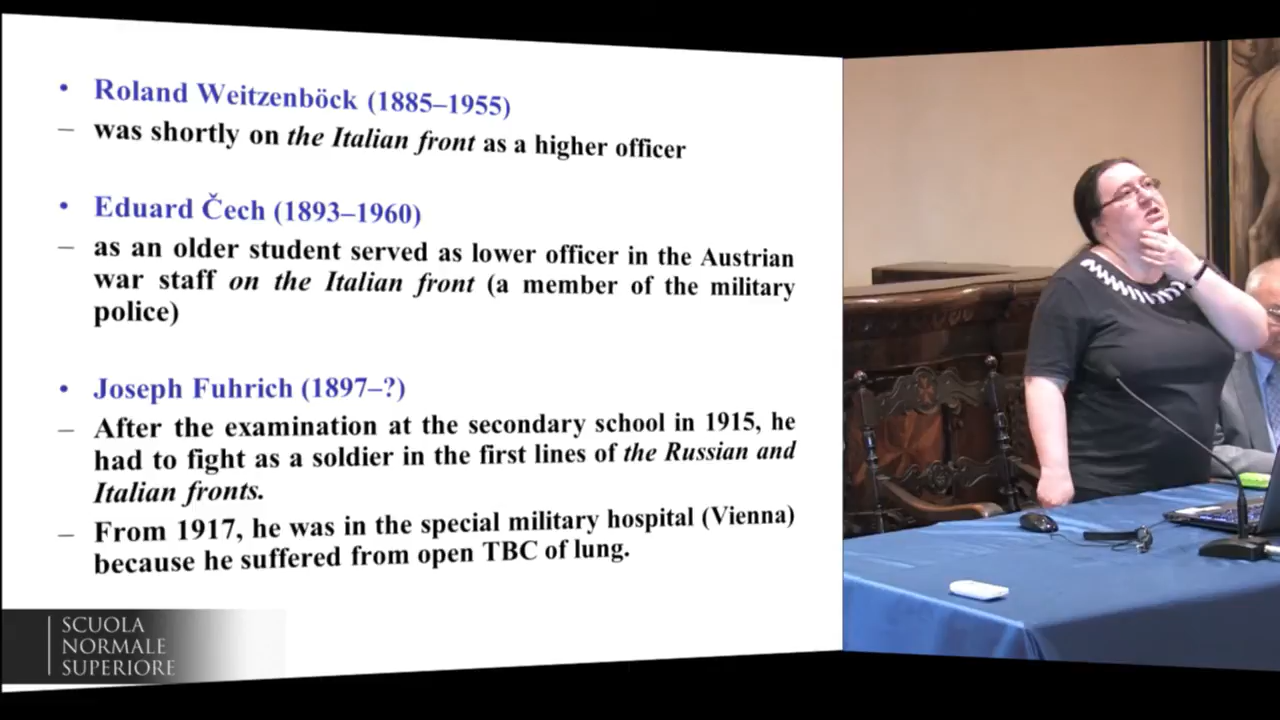 • Roland Weitzenböck (1885–1955)
– was shortly on the Italian front as a higher officer
• Eduard Čech (1893–1960)
– as an older student served as lower officer in the Austrian
war staff on the Italian front (a member of the military
police)
• Joseph Fuhrich (1897–?)
– After the examination at the secondary school in 1915, he
had to fight as a soldier in the first lines of the Russian and
Italian fronts.
– From 1917, he was in the special military hospital (Vienna)
because he suffered from open TBC of lung.
SCUOLA
NORMALE
SUPERIORE